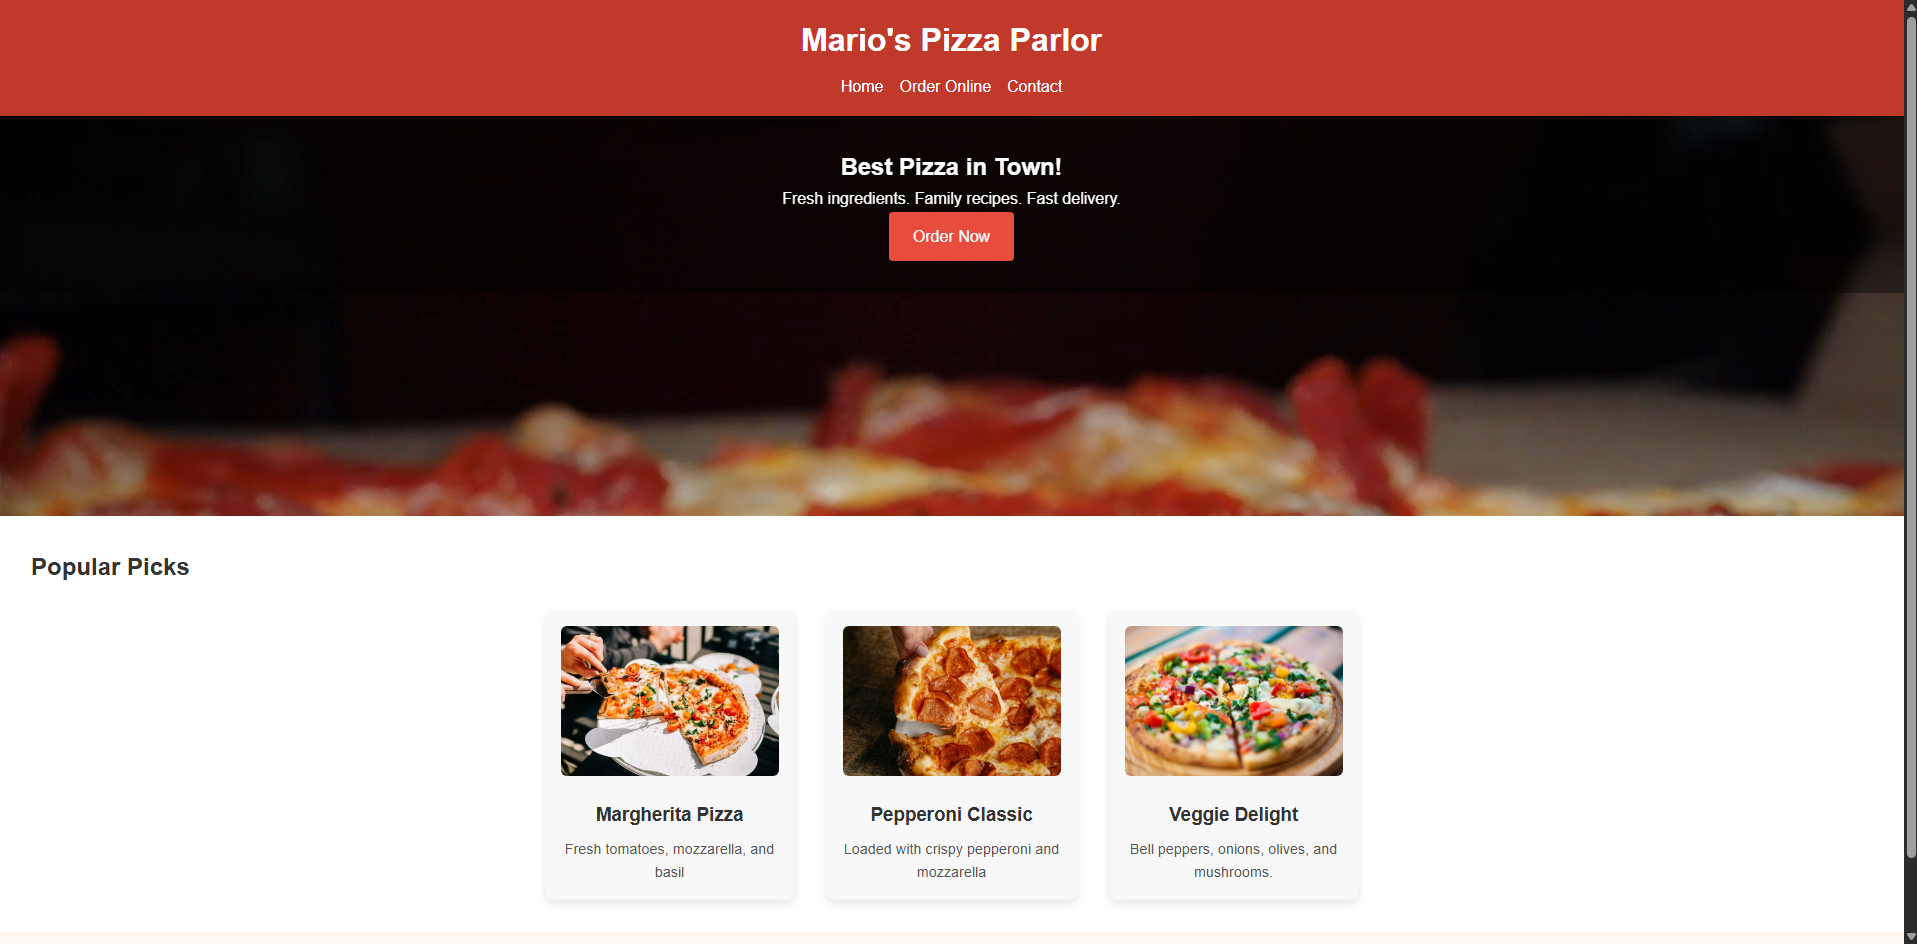 Mario's Pizza Parlor
Home Order Online Contact
Best Pizza in Town!
Fresh ingredients. Family recipes. Fast delivery.
Order Now
Popular Picks
Margherita Pizza
Fresh tomatoes, mozzarella, and
basil
Pepperoni Classic
Loaded with crispy pepperoni and
mozzarella
Veggie Delight
Bell peppers, onions, olives, and
mushrooms.